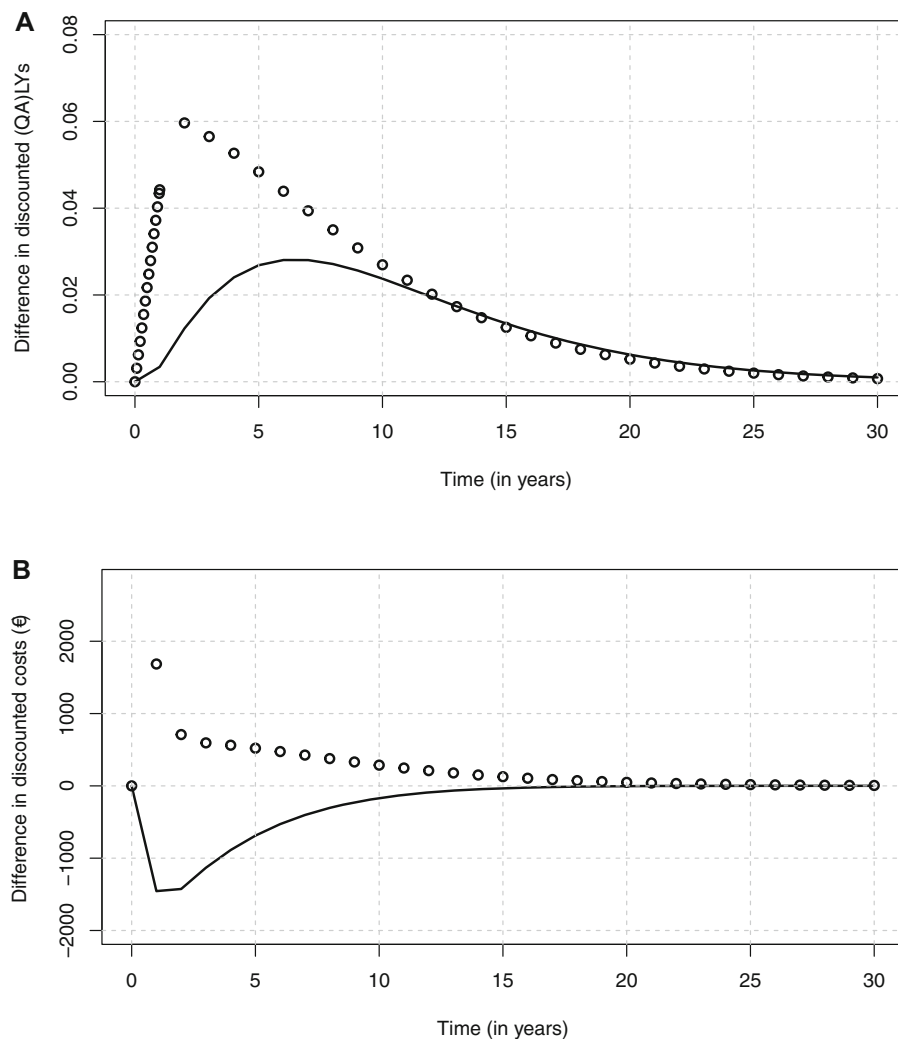 A
Difference in discounted (QA)LYs
0.08
0.06
0.04
0.02
0.00
0 5 10 15 20 25 30
Time (in years)
B
Difference in discounted costs (€)
2000
1000
0
−1000
−2000
0 5 10 15 20 25 30
Time (in years)